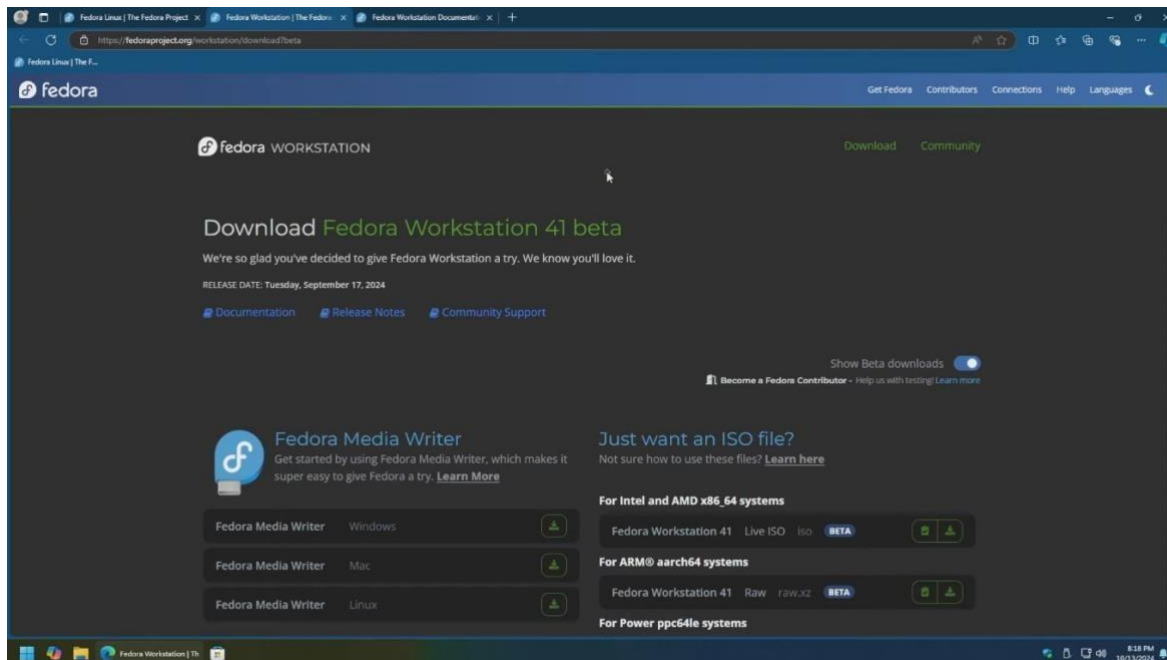 Fedora Linux | The Fedora Project
Fedora Workstation | The Fedora
Fedora Workstation Documentati
https://fedoraproject.org/workstation/download?beta
Fedora Linux | The F...
fedora
Get Fedora Contributors Connections Help Languages
fedora WORKSTATION
Download Community
Download Fedora Workstation 41 beta
We're so glad you've decided to give Fedora Workstation a try. We know you'll love it.
RELEASE DATE: Tuesday, September 17, 2024
Documentation Release Notes Community Support
Show Beta downloads
Become a Fedora Contributor - Help us with testing! Learn more
Fedora Media Writer
Get started by using Fedora Media Writer, which makes it
super easy to give Fedora a try. Learn More
Fedora Media Writer Windows
Fedora Media Writer Mac
Fedora Media Writer Linux
Just want an ISO file?
Not sure how to use these files? Learn here
For Intel and AMD x86_64 systems
Fedora Workstation 41 Live ISO iso BETA
For ARM® aarch64 systems
Fedora Workstation 41 Raw raw.xz BETA
For Power ppc64le systems
Fedora Workstation | Th
8:18 PM
10/13/2024